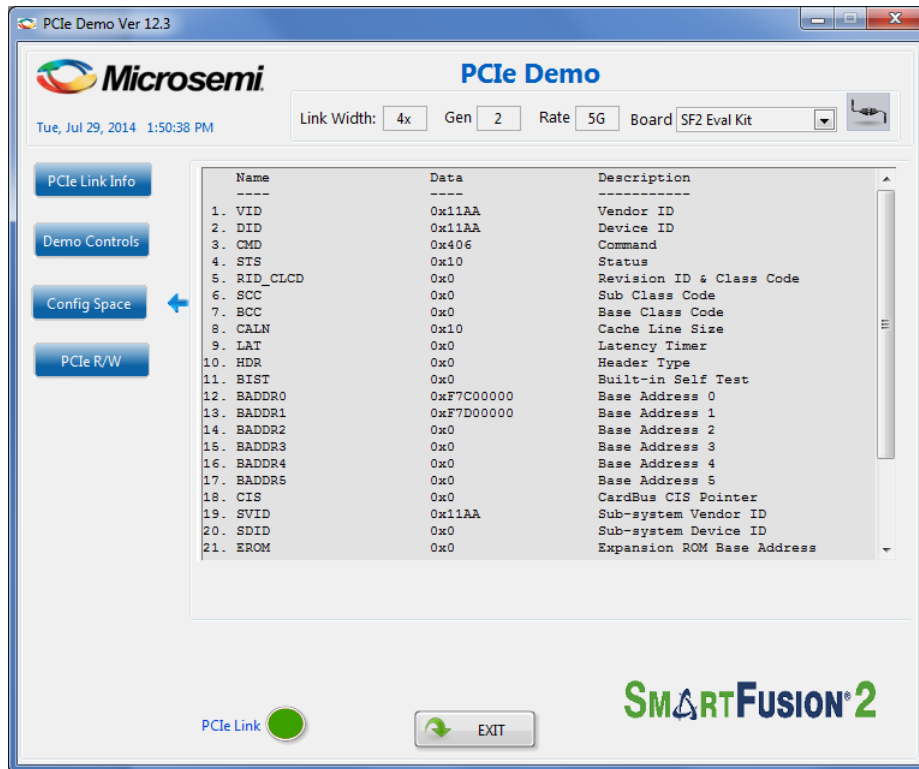 PCIe Demo Ver 12.3
Microsemi.
PCIe Demo
Tue, Jul 29, 2014 1:50:38 PM
Link Width: 4x Gen 2 Rate 5G Board SF2 Eval Kit
PCIe Link Info
Demo Controls
Config Space
PCIe R/W
Name Data Description
---- ---- -----------
1. VID 0x11AA Vendor ID
2. DID 0x11AA Device ID
3. CMD 0x406 Command
4. STS 0x10 Status
5. RID_CLCD 0x0 Revision ID & Class Code
6. SCC 0x0 Sub Class Code
7. BCC 0x0 Base Class Code
8. CALN 0x10 Cache Line Size
9. LAT 0x0 Latency Timer
10. HDR 0x0 Header Type
11. BIST 0x0 Built-in Self Test
12. BADDR0 0xF7C00000 Base Address 0
13. BADDR1 0xF7D00000 Base Address 1
14. BADDR2 0x0 Base Address 2
15. BADDR3 0x0 Base Address 3
16. BADDR4 0x0 Base Address 4
17. BADDR5 0x0 Base Address 5
18. CIS 0x0 CardBus CIS Pointer
19. SVID 0x11AA Sub-system Vendor ID
20. SDID 0x0 Sub-system Device ID
21. EROM 0x0 Expansion ROM Base Address
SMARTFUSION®2
PCIe Link
EXIT